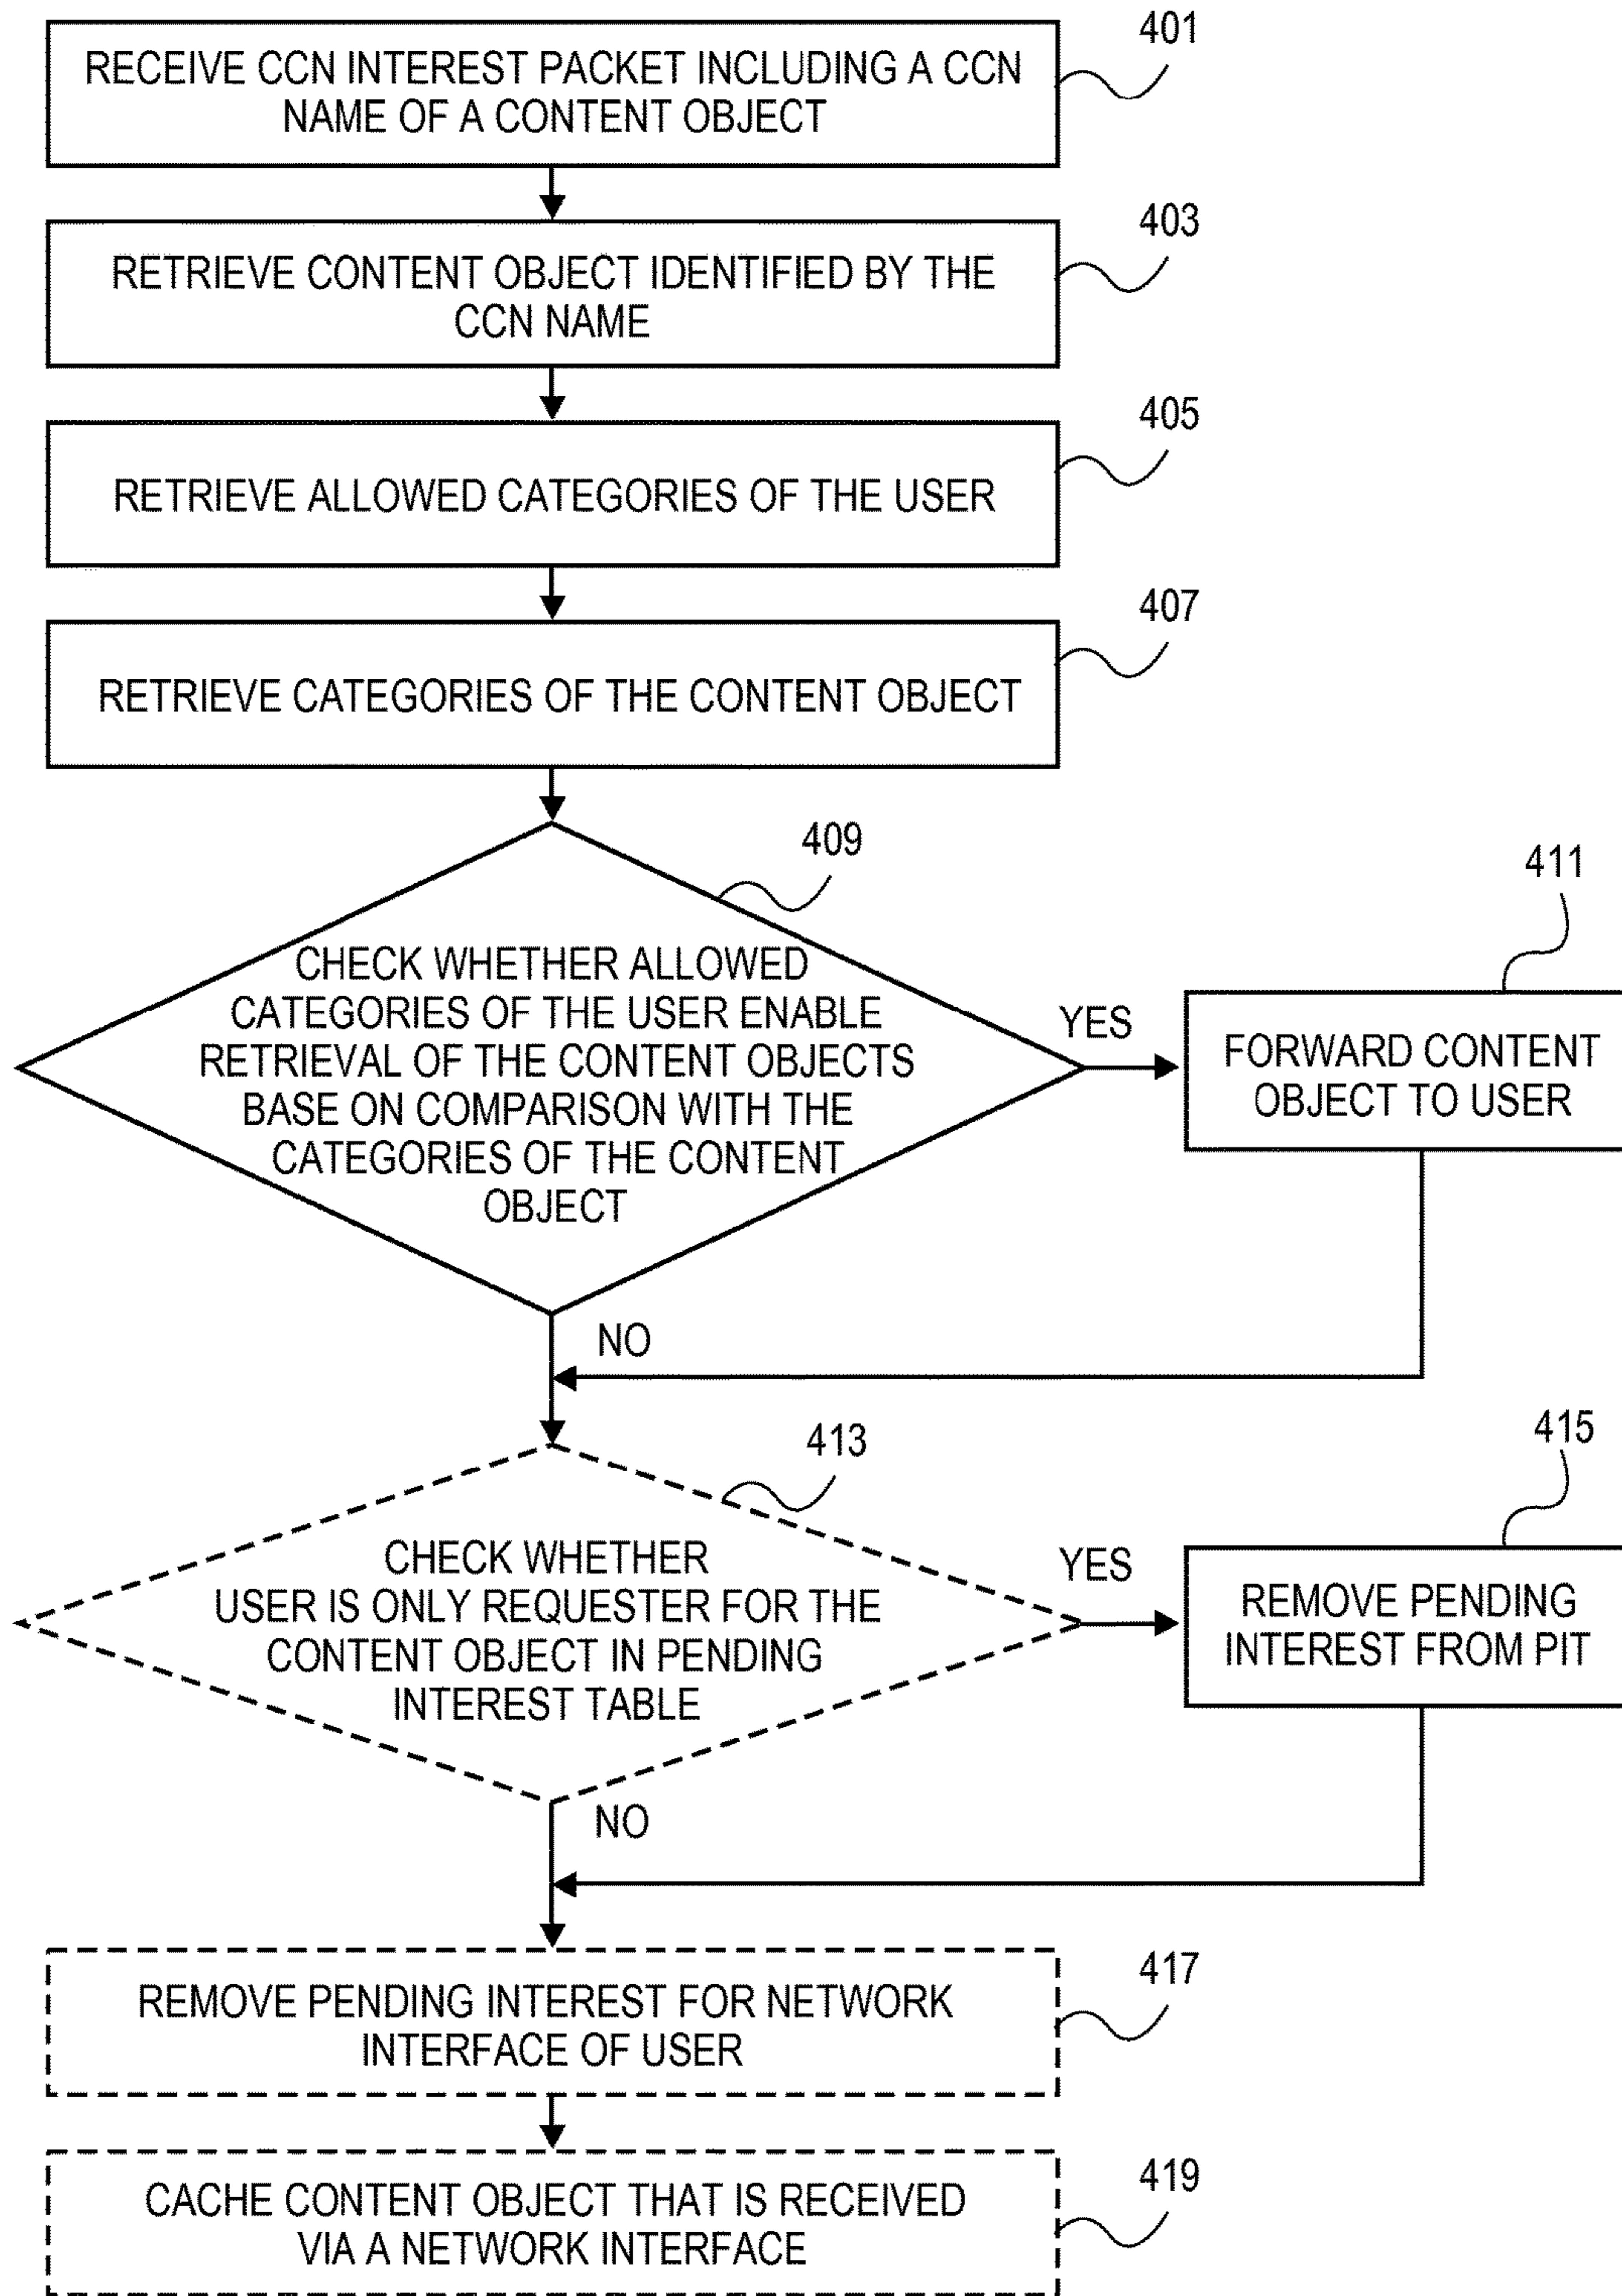 401
RECEIVE CCN INTEREST PACKET INCLUDING A CCN
NAME OF A CONTENT OBJECT
403
RETRIEVE CONTENT OBJECT IDENTIFIED BY THE
CCN NAME
405
RETRIEVE ALLOWED CATEGORIES OF THE USER
407
RETRIEVE CATEGORIES OF THE CONTENT OBJECT
409
CHECK WHETHER ALLOWED
CATEGORIES OF THE USER ENABLE
RETRIEVAL OF THE CONTENT OBJECTS
BASE ON COMPARISON WITH THE
CATEGORIES OF THE CONTENT
OBJECT
YES
411
FORWARD CONTENT
OBJECT TO USER
NO
413
CHECK WHETHER
USER IS ONLY REQUESTER FOR THE
CONTENT OBJECT IN PENDING
INTEREST TABLE
YES
415
REMOVE PENDING
INTEREST FROM PIT
NO
417
REMOVE PENDING INTEREST FOR NETWORK
INTERFACE OF USER
419
CACHE CONTENT OBJECT THAT IS RECEIVED
VIA A NETWORK INTERFACE